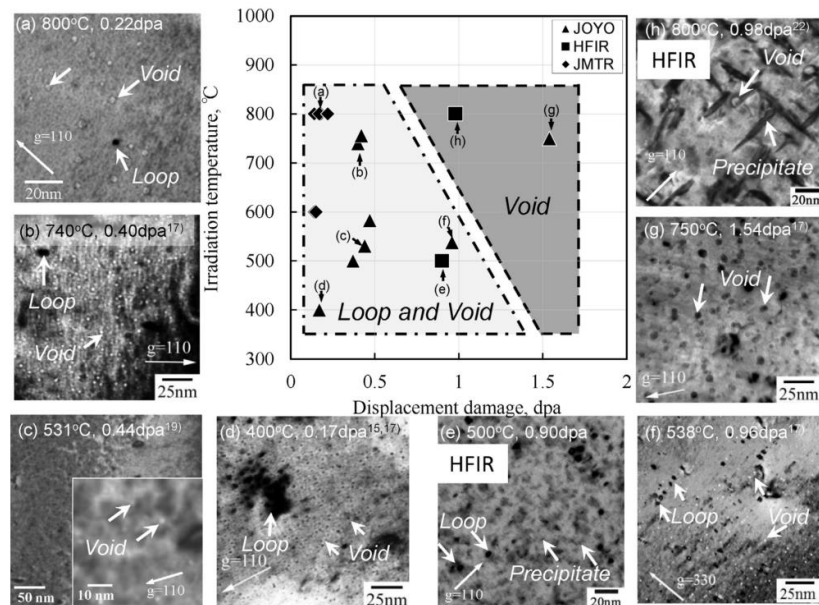 (a) 800°C, 0.22dpa
Void
g=110
Loop
20nm
(b) 740°C, 0.40dpa17)
Loop
Void
g=110
25nm
(c) 531°C, 0.44dpa19)
Void
50 nm
10 nm
g=110
(d) 400°C, 0.17dpa15,17)
Loop
Void
g=110
25nm
HFIR
(e) 500°C, 0.90dpa
Loop
Precipitate
g=110
20nm
(f) 538°C, 0.96dpa
Loop
Void
g=330
25nm
(g) 750°C, 1.54dpa17)
Void
g=110
25nm
(h) 800°C, 0.98dpa22)
HFIR
Void
g=110
Precipitate
20nm
Irradiation temperature, ℃
1000
900
800
700
600
500
400
300
0
0.5
1
1.5
2
Displacement damage, dpa
JOYO
HFIR
JMTR
(a)
(b)
(c)
(d)
(e)
(f)
(g)
(h)
Loop and Void
Void